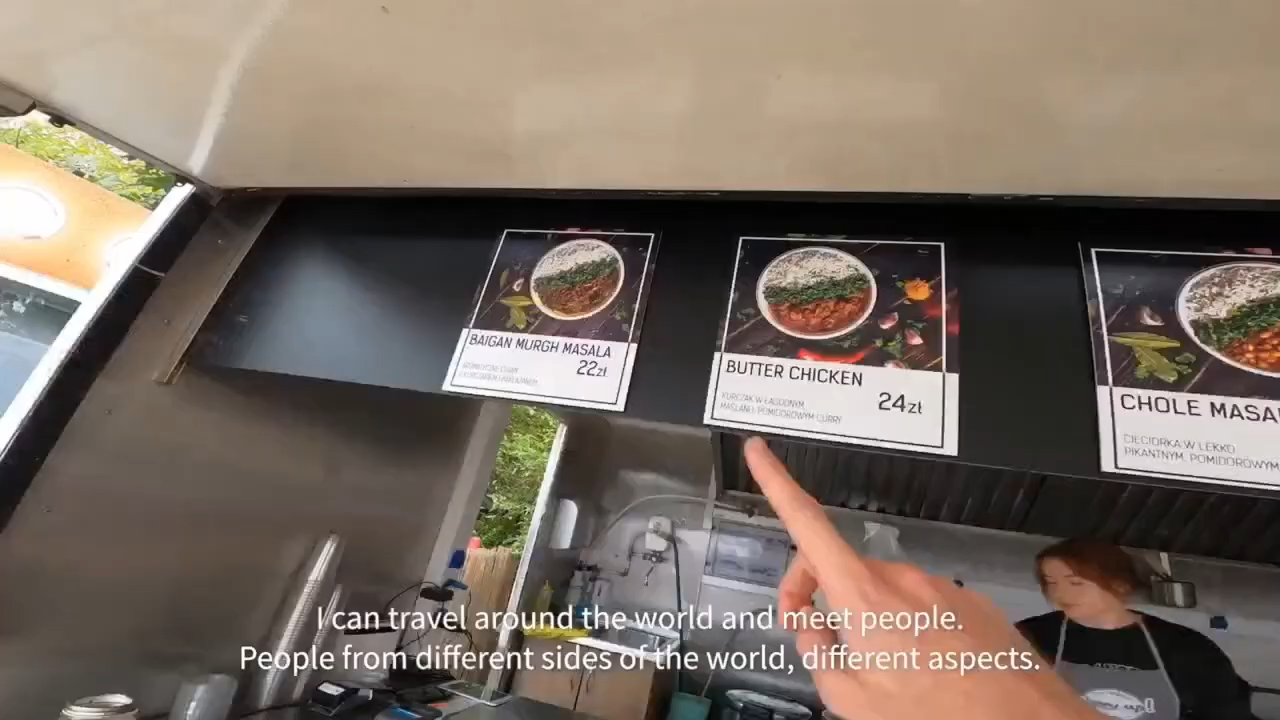 BAIGAN MURGH MASALA
22zł
BUTTER CHICKEN
KURCZAK W ŁAGODNYM,
MAŚLANO-POMIDOROWYM CURRY
24zł
CHOLE MASA
CIECIORKA W LEKKO
PIKANTNYM, POMIDOROWYM
I can travel around the world and meet people.
People from different sides of the world, different aspects.